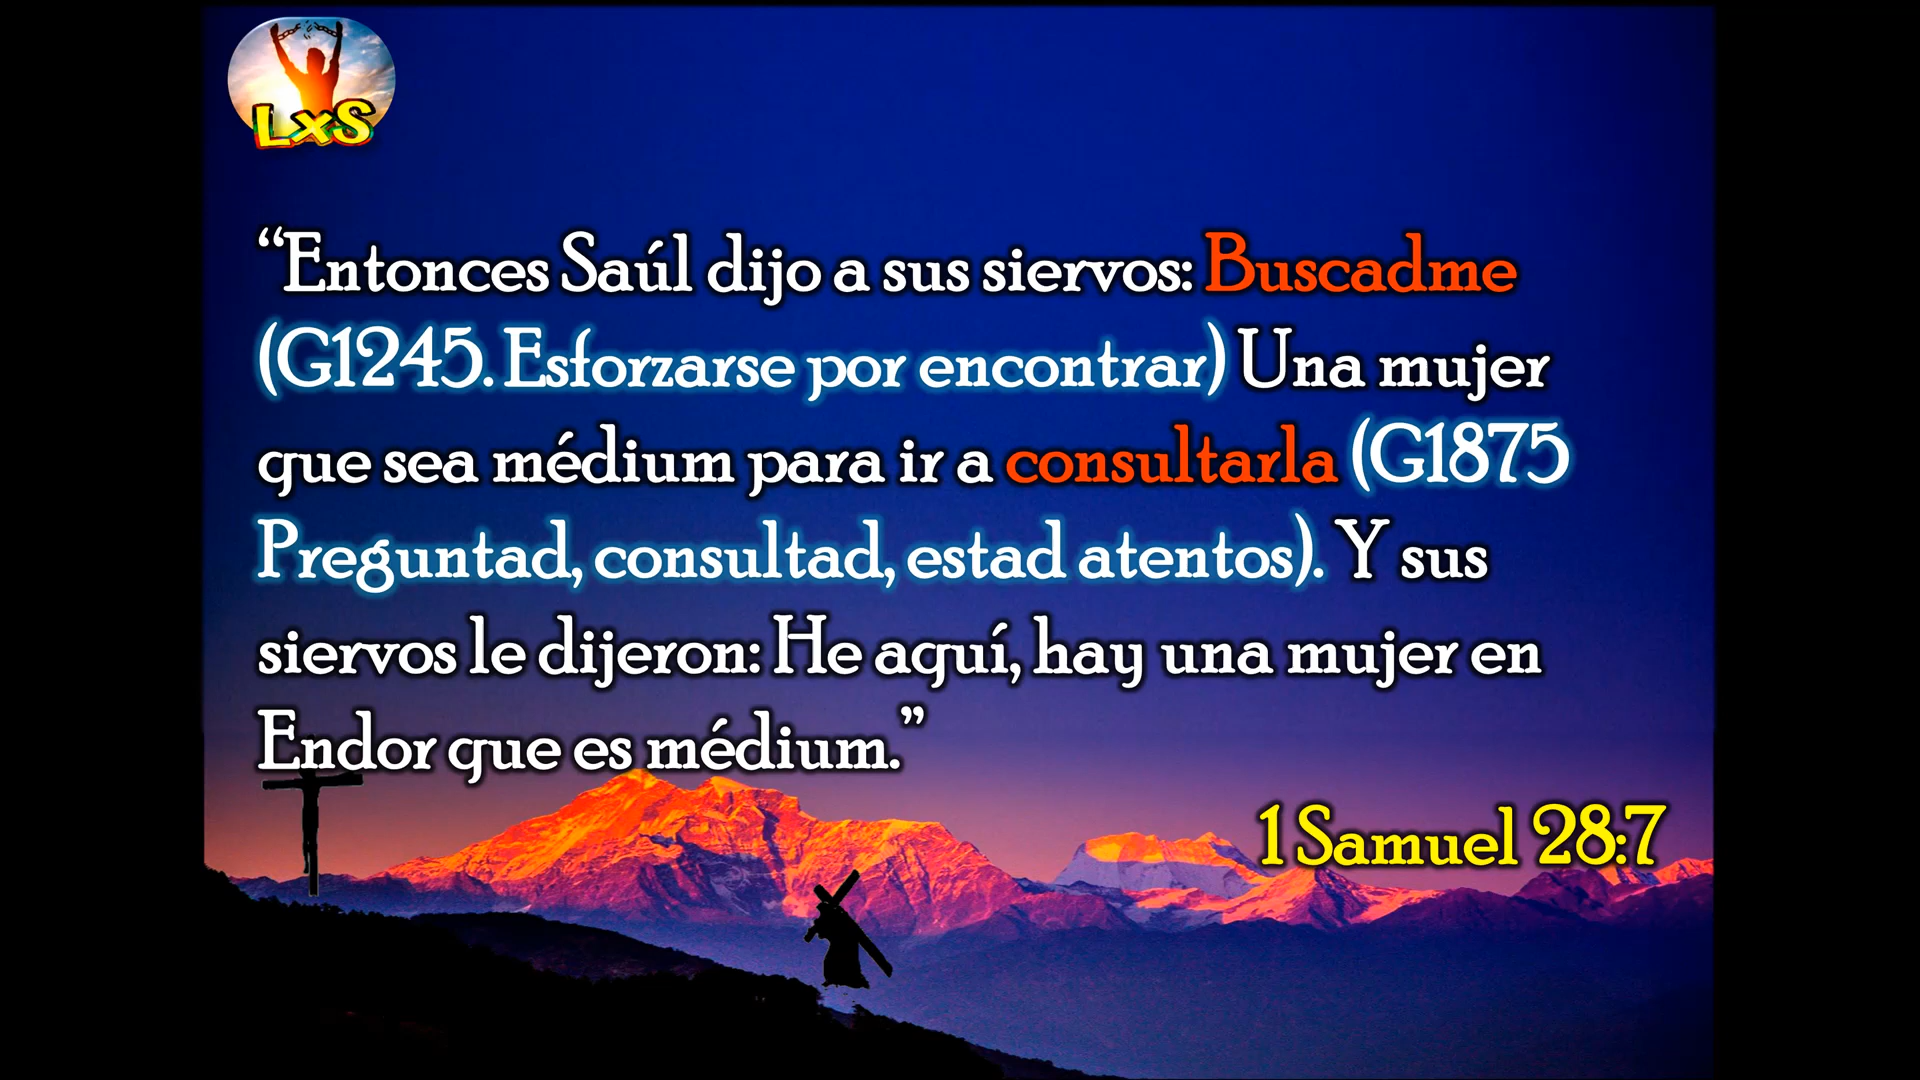 LxS
“Entonces Saúl dijo a sus siervos: Buscadme
(G1245. Esforzarse por encontrar) Una mujer
que sea médium para ir a consultarla (G1875
Preguntad, consultad, estad atentos). Y sus
siervos le dijeron: He aquí, hay una mujer en
Endor que es médium.”
1 Samuel 28:7